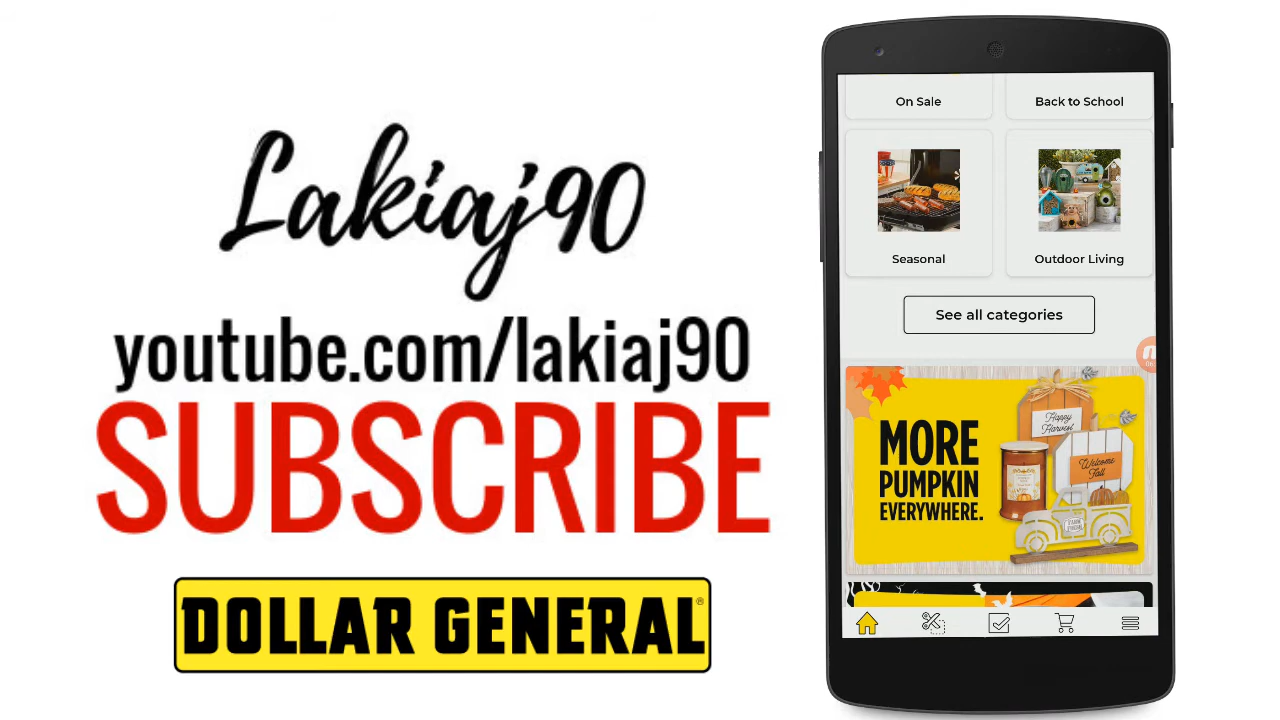 Lakiaj90
youtube.com/lakiaj90
SUBSCRIBE
DOLLAR GENERAL®
On Sale
Back to School
Seasonal
Outdoor Living
See all categories
MORE
PUMPKIN
EVERYWHERE.
Happy
Harvest
Welcome
Fall